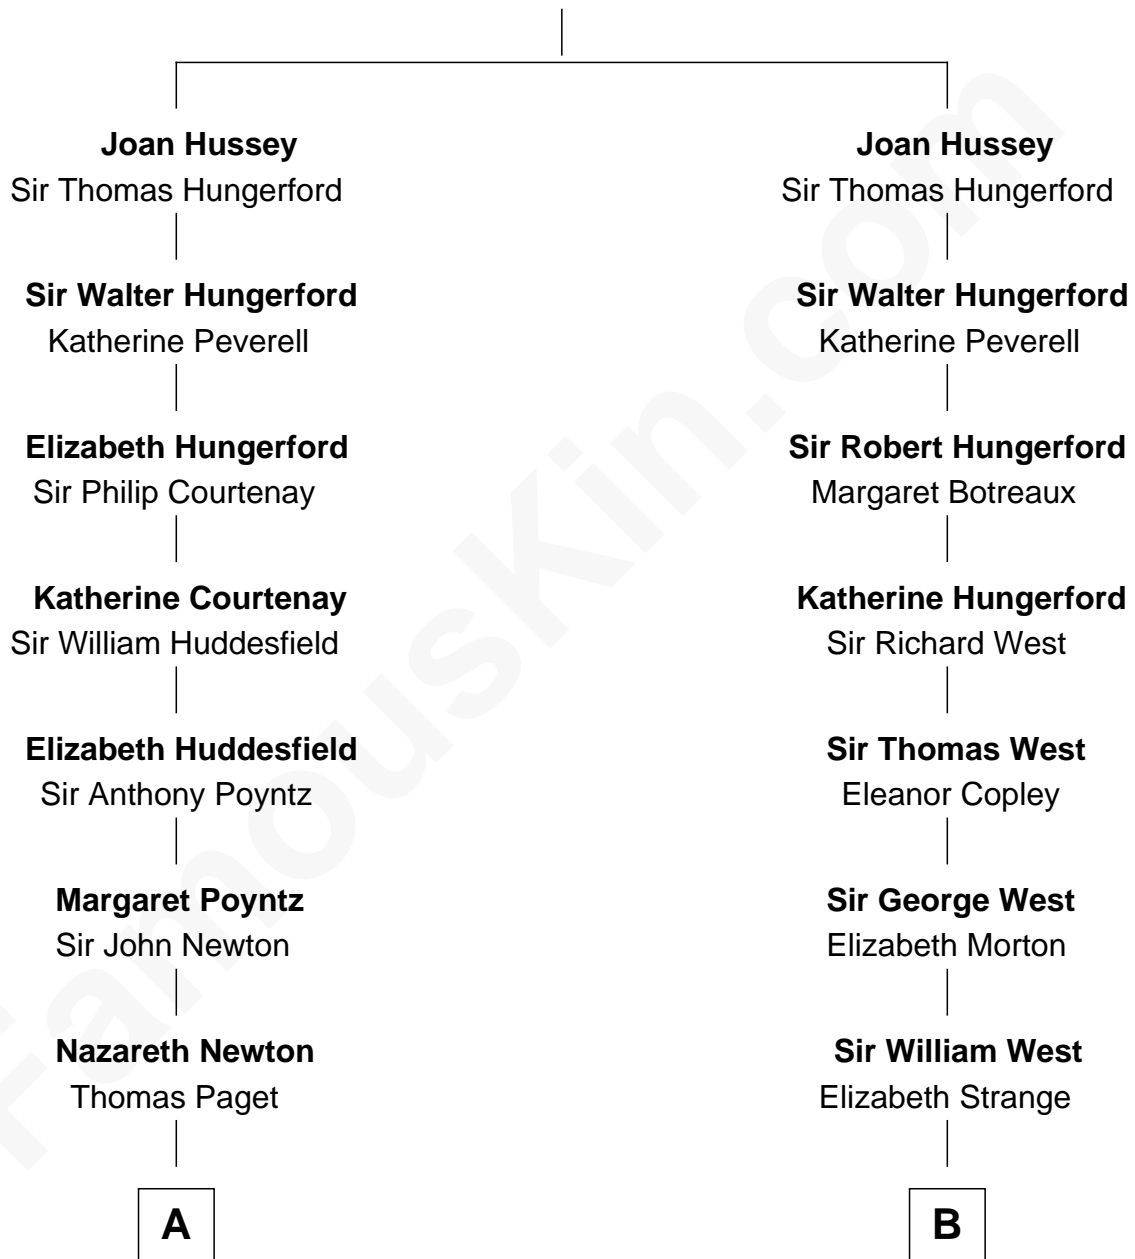 Joan Hussey
Sir Thomas Hungerford
Sir Walter Hungerford
Katherine Peverell
Elizabeth Hungerford
Sir Philip Courtenay
Katherine Courtenay
Sir William Huddesfield
Elizabeth Huddesfield
Sir Anthony Poyntz
Margaret Poyntz
Sir John Newton
Nazareth Newton
Thomas Paget
A
Joan Hussey
Sir Thomas Hungerford
Sir Walter Hungerford
Katherine Peverell
Sir Robert Hungerford
Margaret Botreaux
Katherine Hungerford
Sir Richard West
Sir Thomas West
Eleanor Copley
Sir George West
Elizabeth Morton
Sir William West
Elizabeth Strange
B
FamousKin.com